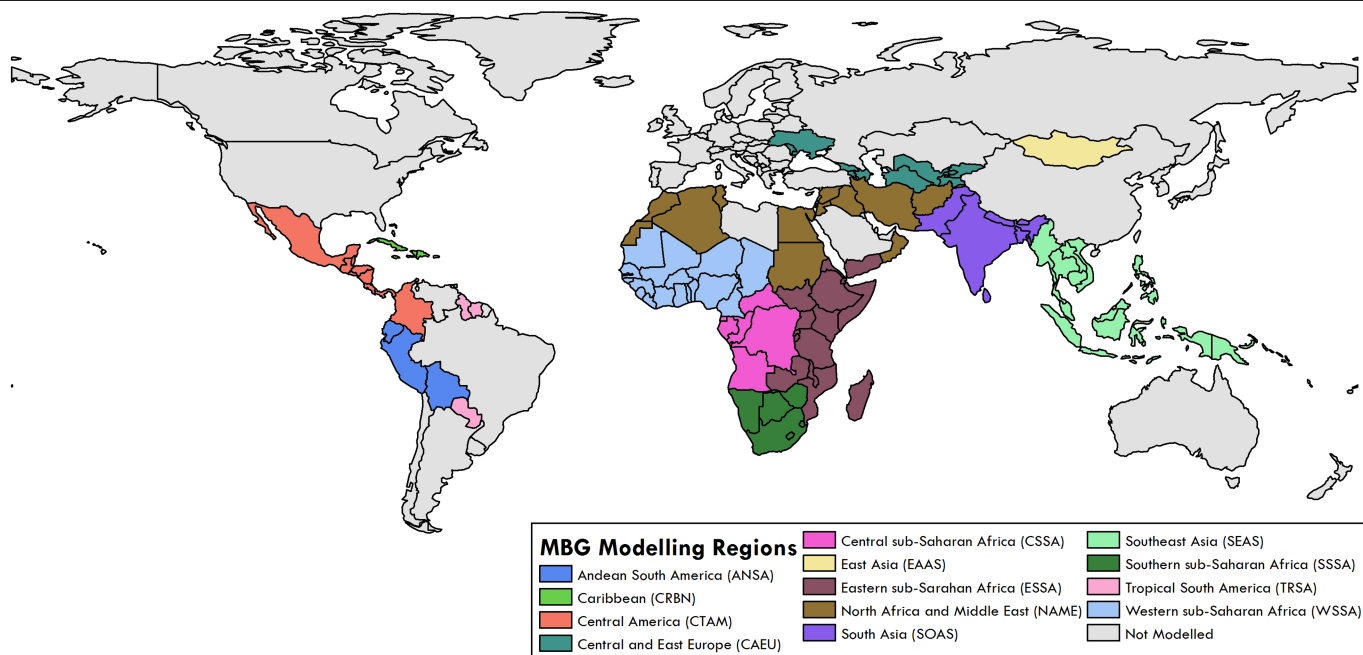 MBG Modelling Regions
Andean South America (ANSA)
Caribbean (CRBN)
Central America (CTAM)
Central and East Europe (CAEU)
Central sub-Saharan Africa (CSSA)
East Asia (EAAS)
Eastern sub-Sarahan Africa (ESSA)
North Africa and Middle East (NAME)
South Asia (SOAS)
Southeast Asia (SEAS)
Southern sub-Saharan Africa (SSSA)
Tropical South America (TRSA)
Western sub-Saharan Africa (WSSA)
Not Modelled